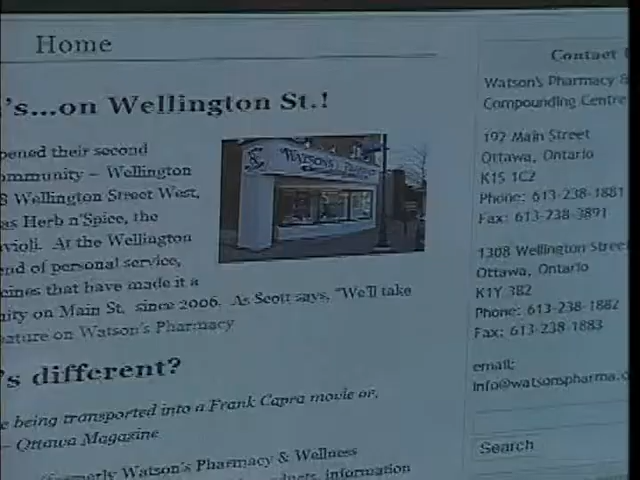 Home
's...on Wellington St.!
pened their second
ommunity – Wellington
8 Wellington Street West,
as Herb n'Spice, the
avioli. At the Wellington
end of personal service,
cines that have made it a
nity on Main St. since 2006. As Scott says, "We'll take
eature on Watson's Pharmacy
's different?
e being transported into a Frank Capra movie or,
– Ottawa Magazine
formerly Watson's Pharmacy & Wellness
information
WATSON'S
Contact
Watson's Pharmacy &
Compounding Centre
192 Main Street
Ottawa, Ontario
K1S 1C2
Phone: 613-238-1881
Fax: 613-238-3891
1308 Wellington Street
Ottawa, Ontario
K1Y 3B2
Phone: 613-238-1882
Fax: 613-238-1883
email:
info@watsonspharma.c
Search